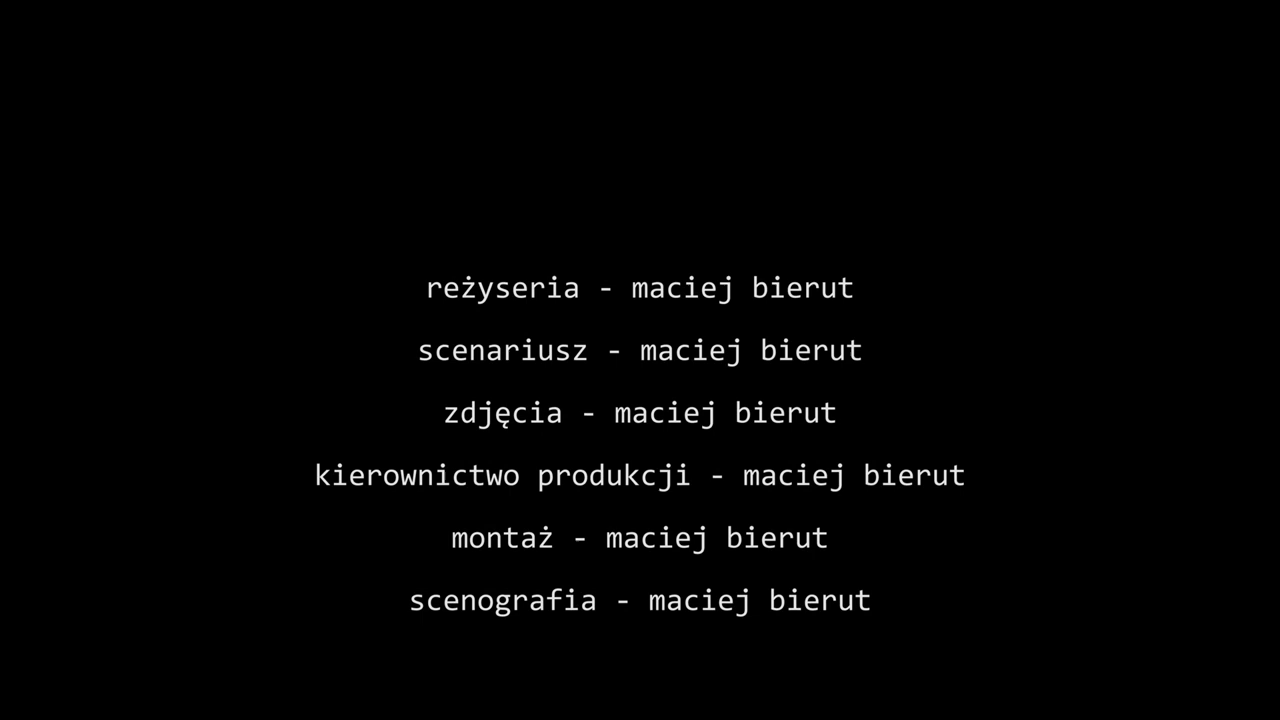 reżyseria - maciej bierut
scenariusz - maciej bierut
zdjęcia - maciej bierut
kierownictwo produkcji - maciej bierut
montaż - maciej bierut
scenografia - maciej bierut